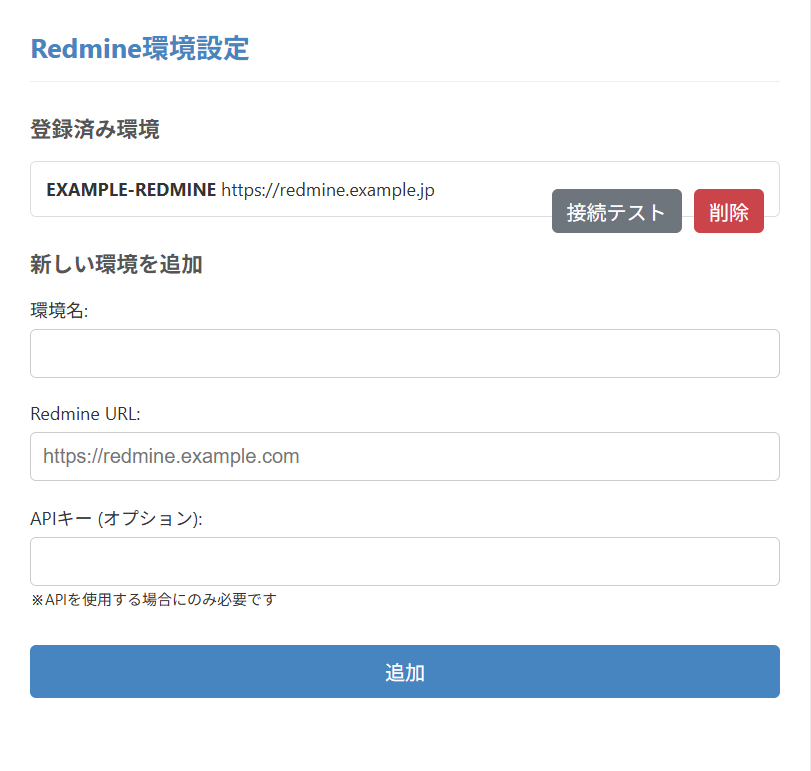 Redmine環境設定
登録済み環境
EXAMPLE-REDMINE https://redmine.example.jp
接続テスト 削除
新しい環境を追加
環境名:
Redmine URL:
https://redmine.example.com
APIキー (オプション):
※APIを使用する場合にのみ必要です
追加